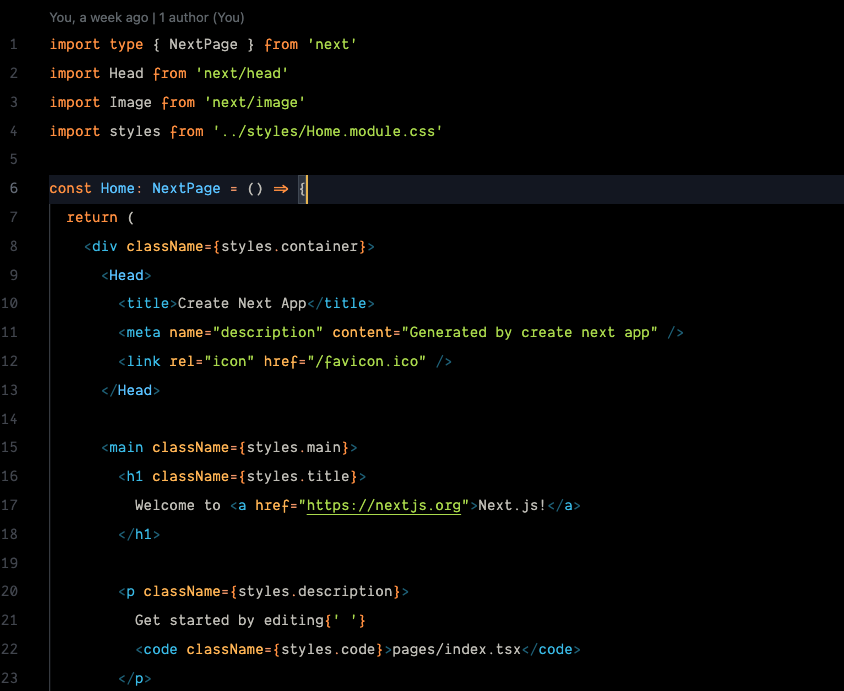 You, a week ago | 1 author (You)
1 import type { NextPage } from 'next'
2 import Head from 'next/head'
3 import Image from 'next/image'
4 import styles from '../styles/Home.module.css'
5
6 const Home: NextPage = () => {
7   return (
8     <div className={styles.container}>
9       <Head>
10         <title>Create Next App</title>
11         <meta name="description" content="Generated by create next app" />
12         <link rel="icon" href="/favicon.ico" />
13       </Head>
14
15       <main className={styles.main}>
16         <h1 className={styles.title}>
17           Welcome to <a href="https://nextjs.org">Next.js!</a>
18         </h1>
19
20         <p className={styles.description}>
21           Get started by editing{' '}
22           <code className={styles.code}>pages/index.tsx</code>
23         </p>